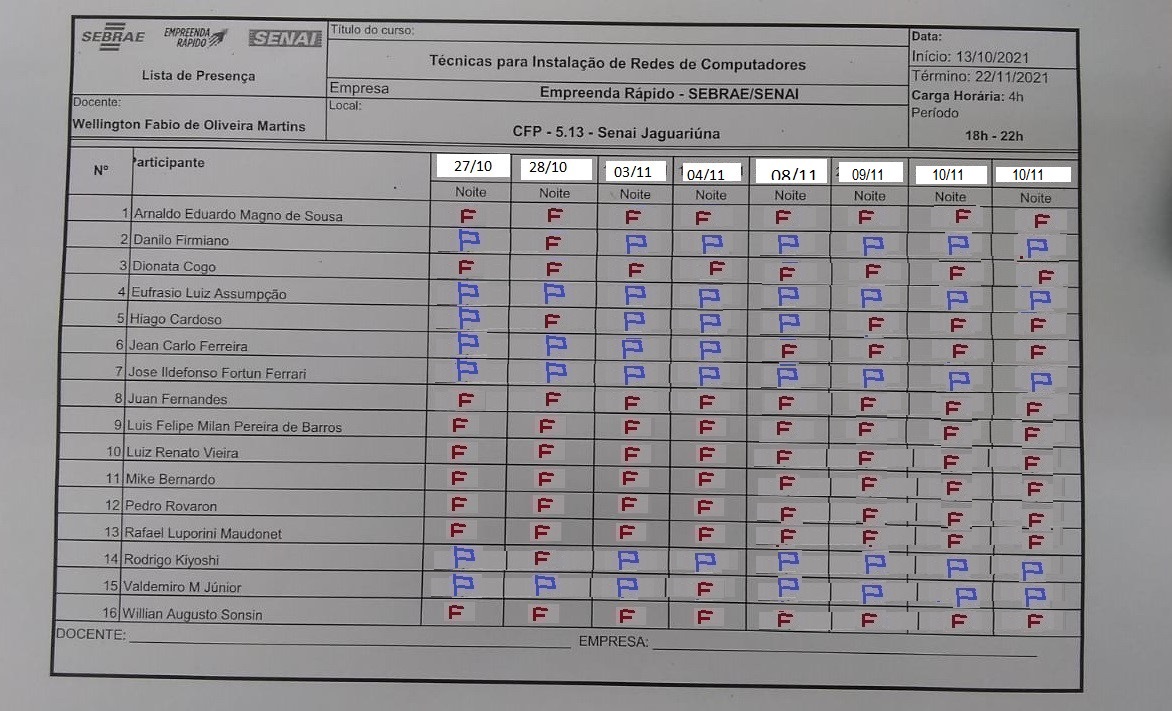 SEBRAE EMPREENDA RÁPIDO SENAI
Lista de Presença
Docente:
Wellington Fabio de Oliveira Martins
Título do curso:
Técnicas para Instalação de Redes de Computadores
Empresa Empreenda Rápido - SEBRAE/SENAI
Local:
CFP - 5.13 - Senai Jaguariúna
Data:
Início: 13/10/2021
Término: 22/11/2021
Carga Horária: 4h
Período
18h - 22h
Nº Participante 27/10 28/10 03/11 04/11 08/11 09/11 10/11 10/11
Noite Noite Noite Noite Noite Noite Noite Noite
1 Arnaldo Eduardo Magno de Sousa F F F F F F F F
2 Danilo Firmiano P F P P P P P P
3 Dionata Cogo F F F F F F F F
4 Eufrasio Luiz Assumpção P P P P P P P P
5 Hiago Cardoso P F P P P F F F
6 Jean Carlo Ferreira P P P P F F F F
7 Jose Ildefonso Fortun Ferrari P P P P P P P P
8 Juan Fernandes F F F F F F F F
9 Luis Felipe Milan Pereira de Barros F F F F F F F F
10 Luiz Renato Vieira F F F F F F F F
11 Mike Bernardo F F F F F F F F
12 Pedro Rovaron F F F F F F F F
13 Rafael Luporini Maudonet F F F F F F F F
14 Rodrigo Kiyoshi P F P P P P P P
15 Valdemiro M Júnior P P P F P P P P
16 Willian Augusto Sonsin F F F F F F F F
DOCENTE: EMPRESA: